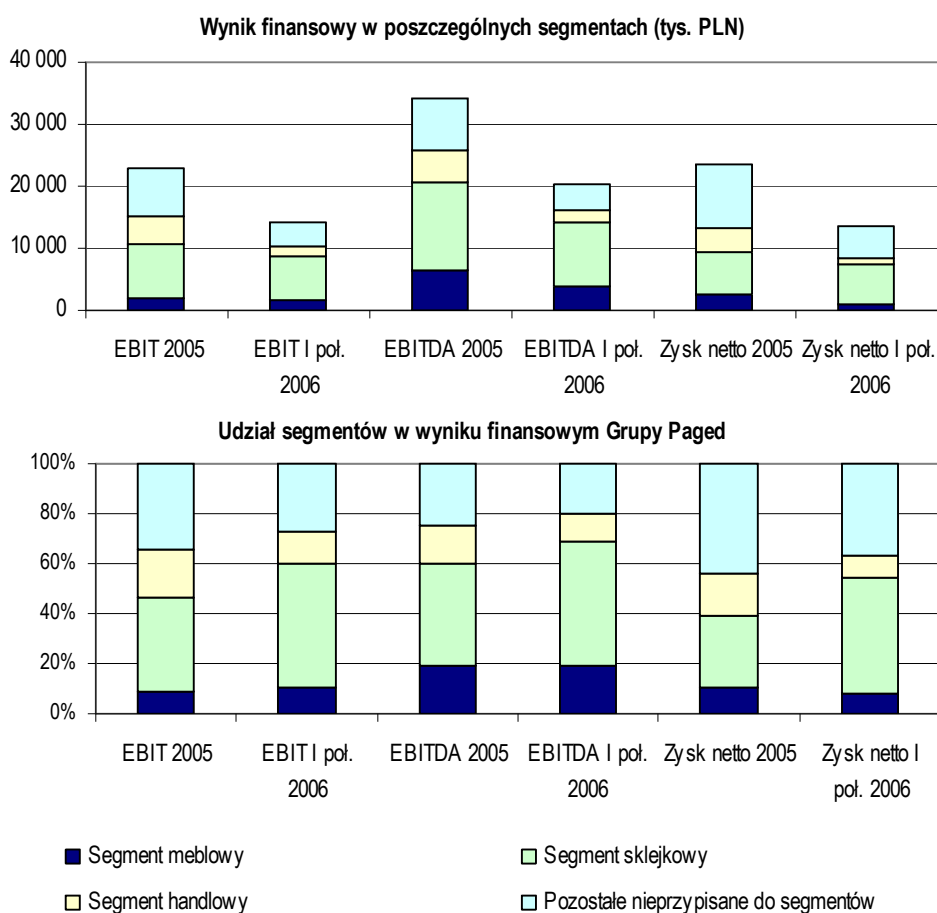 Wynik finansowy w poszczególnych segmentach (tys. PLN)
40 000
30 000
20 000
10 000
0
EBIT 2005
EBIT I poł.
2006
EBITDA 2005
EBITDA I poł.
2006
Zysk netto 2005
Zysk netto I poł.
2006
Udział segmentów w wyniku finansowym Grupy Paged
100%
80%
60%
40%
20%
0%
EBIT 2005
EBIT I poł.
2006
EBITDA 2005
EBITDA I poł.
2006
Zysk netto 2005
Zysk netto I
poł. 2006
Segment meblowy
Segment sklejkowy
Segment handlowy
Pozostałe nieprzypisane do segmentów